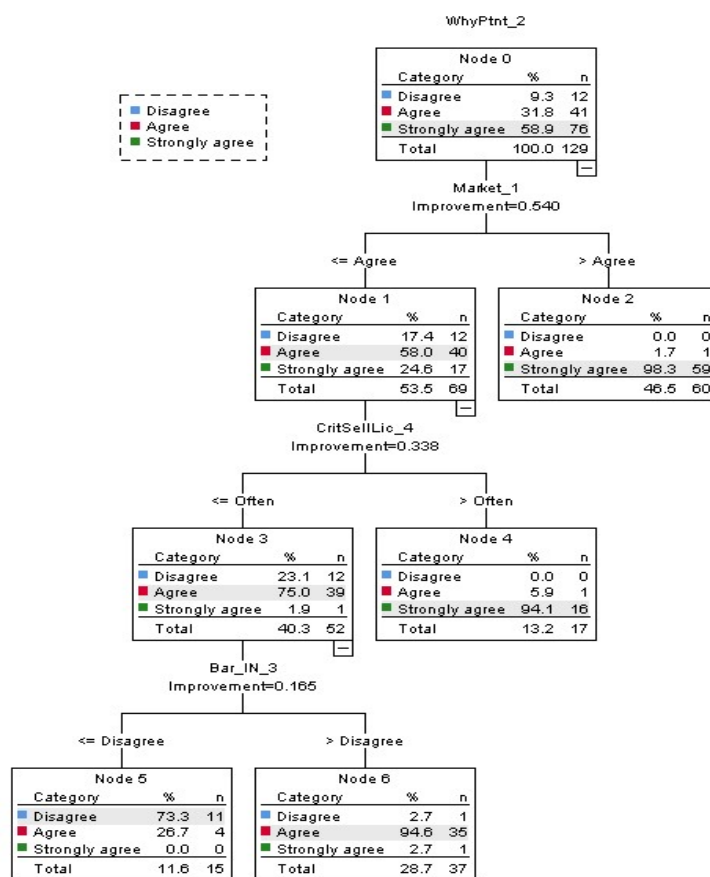 WhyPtnt_2
Disagree
Agree
Strongly agree
Node 0
Category % n
Disagree 9.3 12
Agree 31.8 41
Strongly agree 58.9 76
Total 100.0 129
Market_1
Improvement=0.540
<= Agree
> Agree
Node 1
Category % n
Disagree 17.4 12
Agree 58.0 40
Strongly agree 24.6 17
Total 53.5 69
Node 2
Category % n
Disagree 0.0 0
Agree 1.7 1
Strongly agree 98.3 59
Total 46.5 60
CritSellLic_4
Improvement=0.338
<= Often
> Often
Node 3
Category % n
Disagree 23.1 12
Agree 75.0 39
Strongly agree 1.9 1
Total 40.3 52
Node 4
Category % n
Disagree 0.0 0
Agree 5.9 1
Strongly agree 94.1 16
Total 13.2 17
Bar_IN_3
Improvement=0.165
<= Disagree
> Disagree
Node 5
Category % n
Disagree 73.3 11
Agree 26.7 4
Strongly agree 0.0 0
Total 11.6 15
Node 6
Category % n
Disagree 2.7 1
Agree 94.6 35
Strongly agree 2.7 1
Total 28.7 37